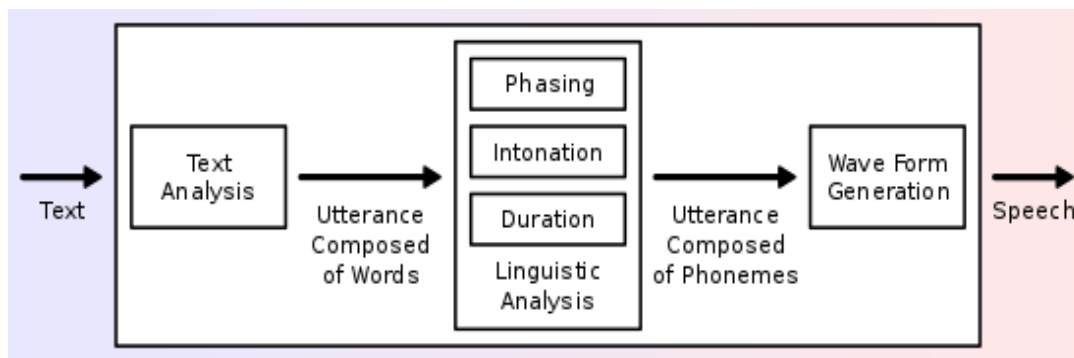 Text
Text
Analysis
Utterance
Composed
of Words
Phasing
Intonation
Duration
Linguistic
Analysis
Utterance
Composed
of Phonemes
Wave Form
Generation
Speech